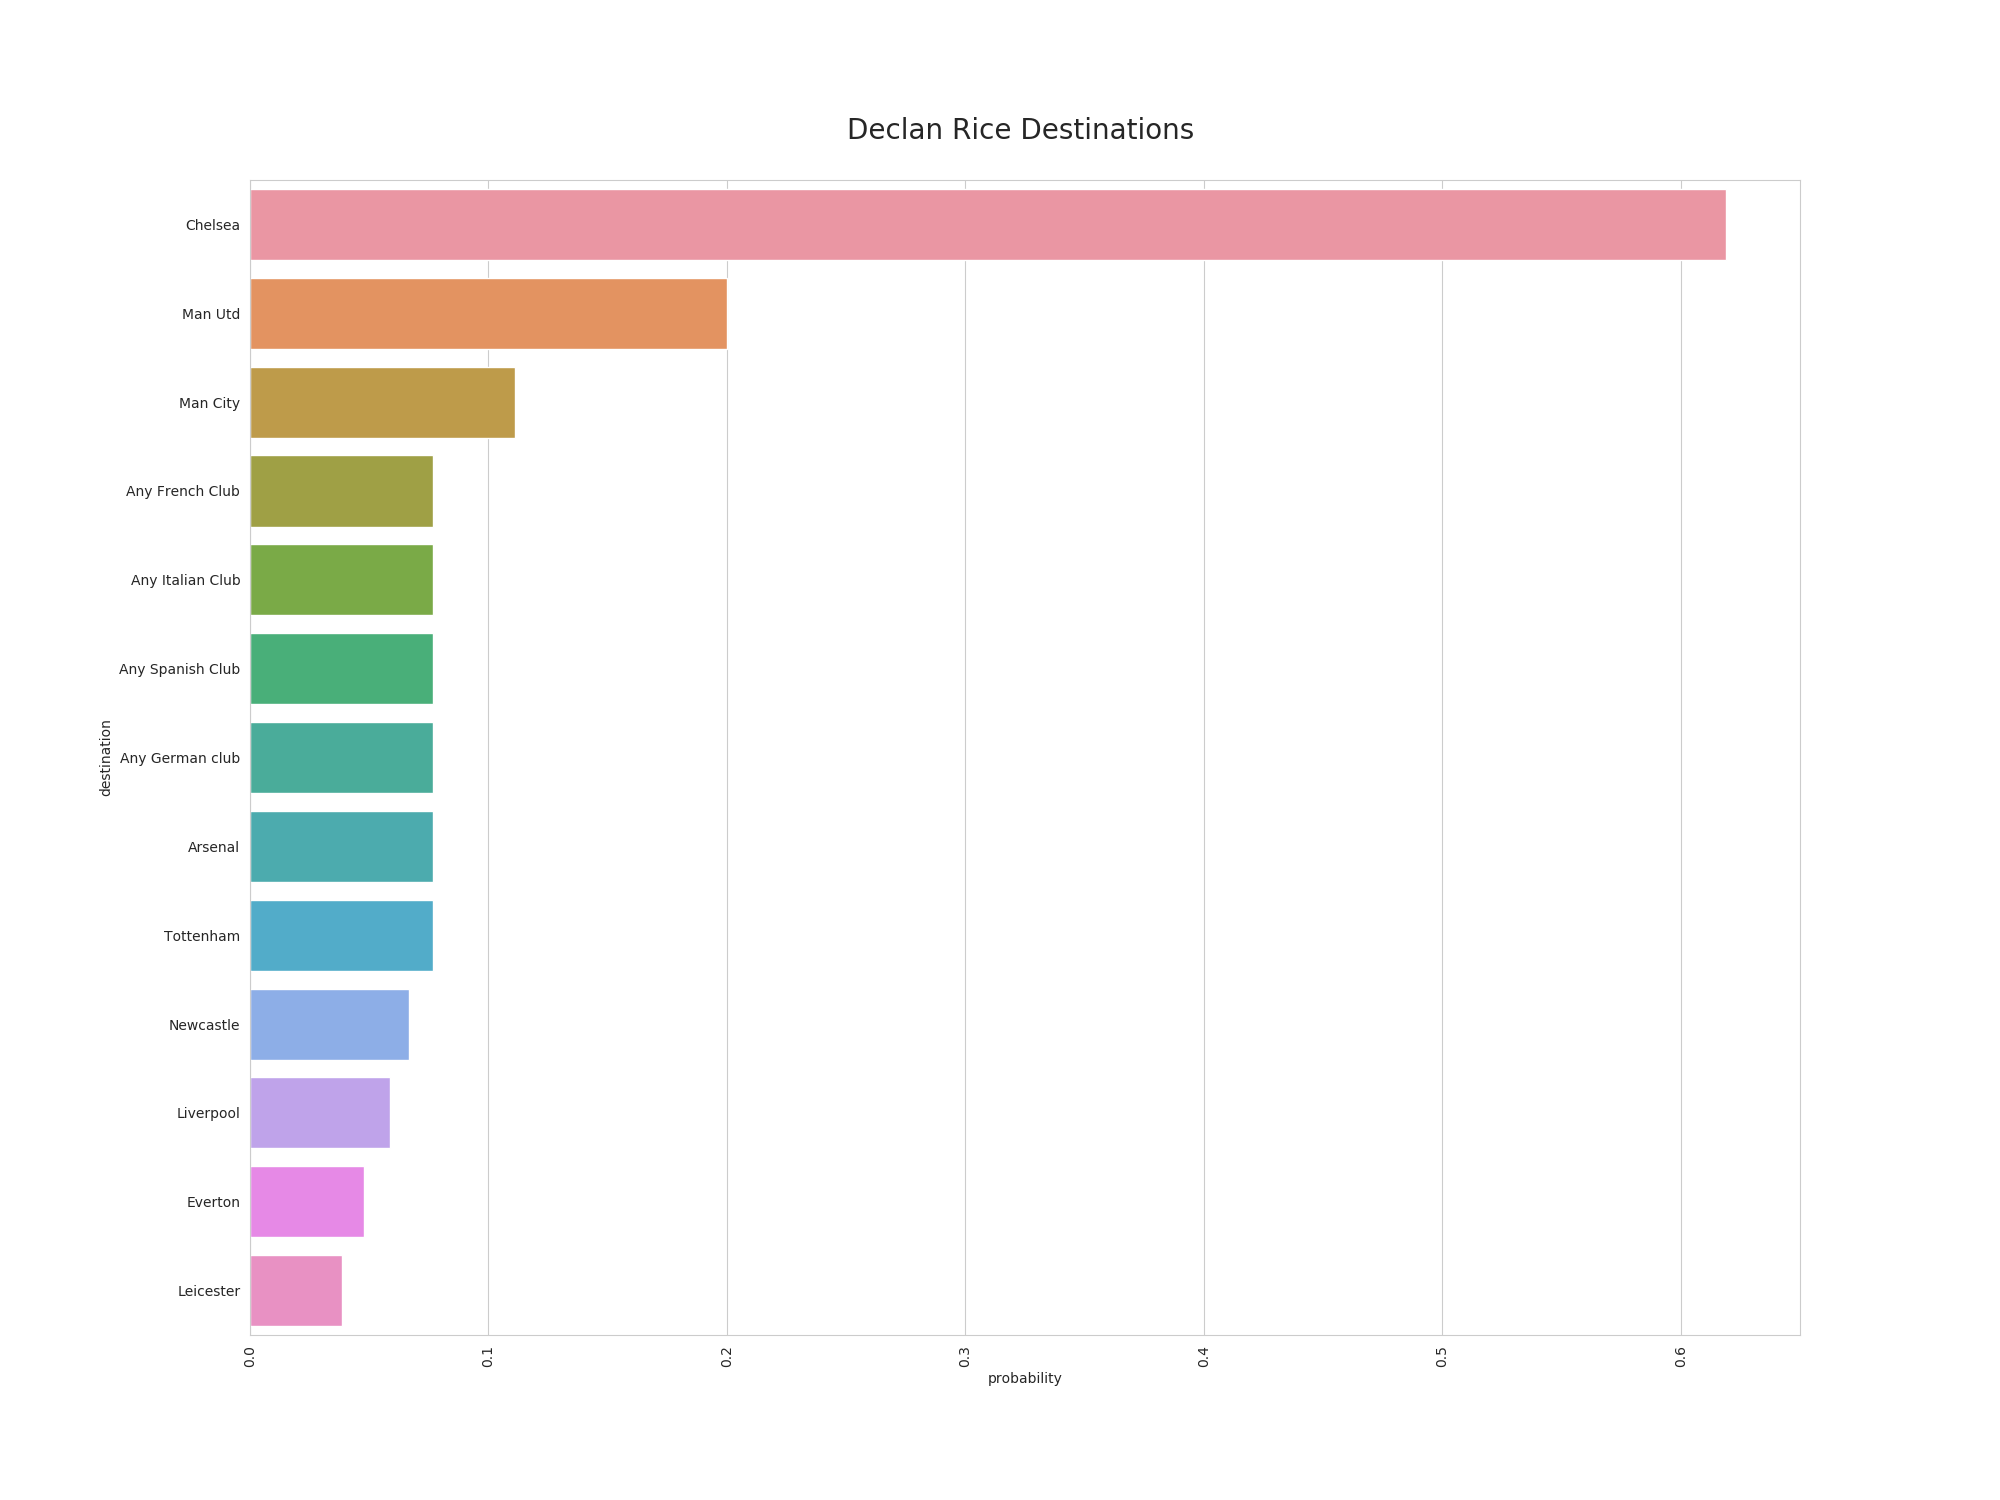 Declan Rice Destinations
destination
Chelsea
Man Utd
Man City
Any French Club
Any Italian Club
Any Spanish Club
Any German club
Arsenal
Tottenham
Newcastle
Liverpool
Everton
Leicester
0.0 0.1 0.2 0.3 0.4 0.5 0.6
probability